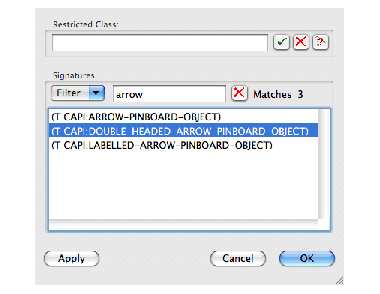 Restricted Class:
Signatures
Filter arrow Matches 3
(T CAPI:ARROW-PINBOARD-OBJECT)
(T CAPI:DOUBLE-HEADED-ARROW-PINBOARD-OBJECT)
(T CAPI:LABELLED-ARROW-PINBOARD-OBJECT)
Apply Cancel OK